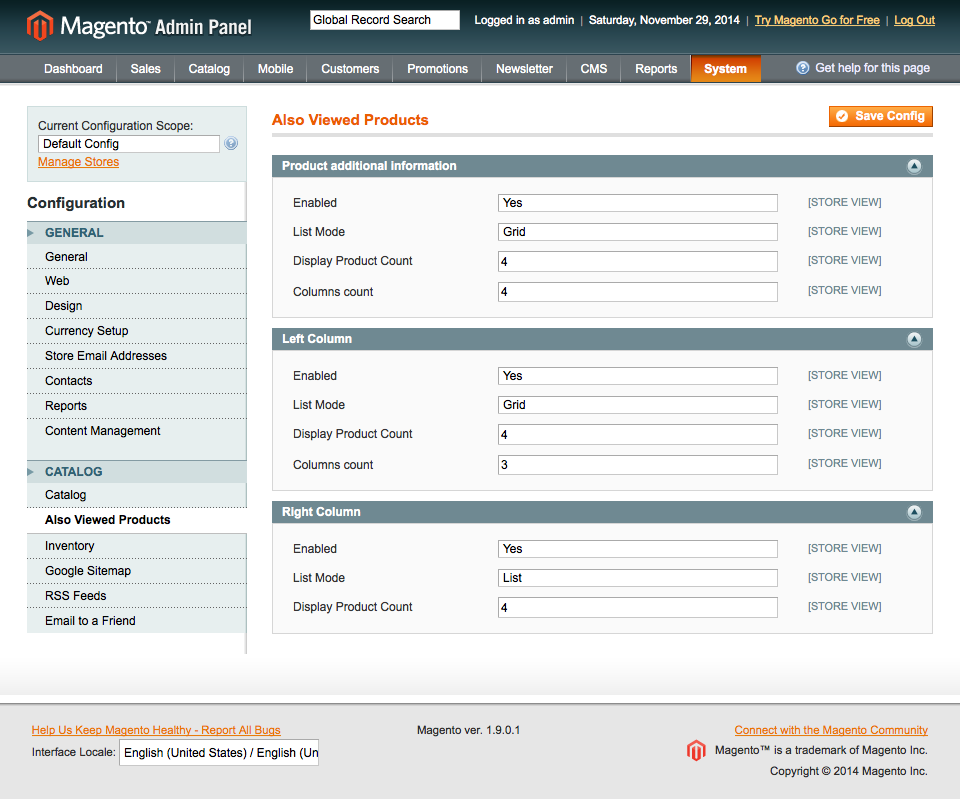 Magento™ Admin Panel
Global Record Search
Logged in as admin | Saturday, November 29, 2014 | Try Magento Go for Free | Log Out
Dashboard Sales Catalog Mobile Customers Promotions Newsletter CMS Reports System Get help for this page
Current Configuration Scope:
Default Config
Manage Stores
Configuration
GENERAL
General
Web
Design
Currency Setup
Store Email Addresses
Contacts
Reports
Content Management
CATALOG
Catalog
Also Viewed Products
Inventory
Google Sitemap
RSS Feeds
Email to a Friend
Also Viewed Products
Save Config
Product additional information
Enabled Yes [STORE VIEW]
List Mode Grid [STORE VIEW]
Display Product Count 4 [STORE VIEW]
Columns count 4 [STORE VIEW]
Left Column
Enabled Yes [STORE VIEW]
List Mode Grid [STORE VIEW]
Display Product Count 4 [STORE VIEW]
Columns count 3 [STORE VIEW]
Right Column
Enabled Yes [STORE VIEW]
List Mode List [STORE VIEW]
Display Product Count 4 [STORE VIEW]
Help Us Keep Magento Healthy - Report All Bugs
Interface Locale: English (United States) / English (Un
Magento ver. 1.9.0.1
Connect with the Magento Community
Magento™ is a trademark of Magento Inc.
Copyright © 2014 Magento Inc.